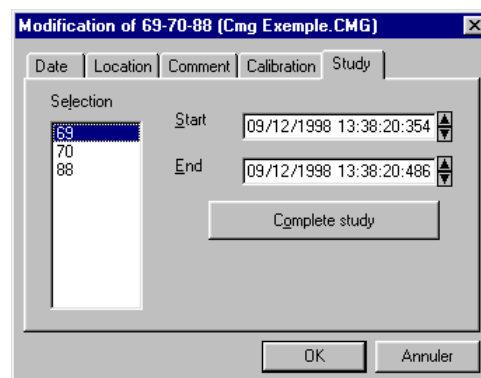 Modification of 69-70-88 (Cmg Exemple.CMG)
Date Location Comment Calibration Study
Selection
69
70
88
Start 09/12/1998 13:38:20:354
End 09/12/1998 13:38:20:486
Complete study
OK Annuler